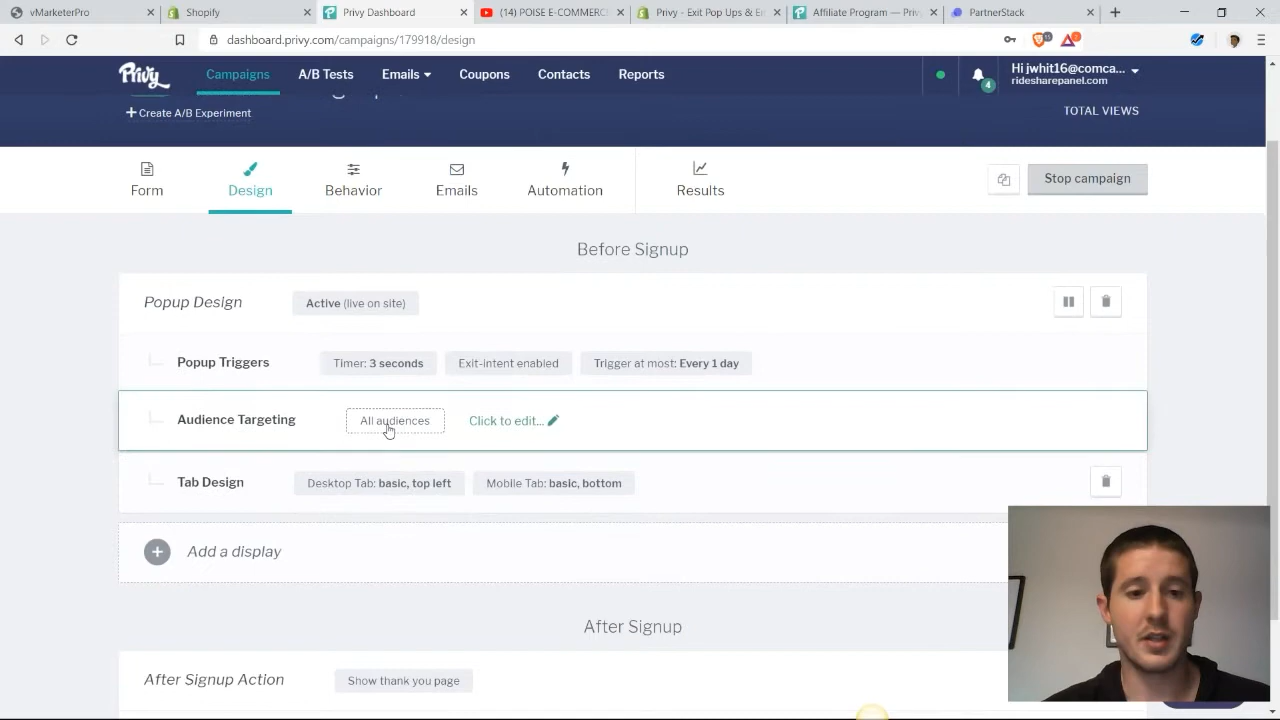 vMarketerPro
Shopify
Privy Dashboard
(14) POISE E-COMMERC
Privy - Exit Pop Ups & Em
Affiliate Program — Priv
PartnerStack
dashboard.privy.com/campaigns/179918/design
Privy
Campaigns
A/B Tests
Emails
Coupons
Contacts
Reports
4
Hi jwhit16@comca...
ridesharepanel.com
Create A/B Experiment
TOTAL VIEWS
Form
Design
Behavior
Emails
Automation
Results
Stop campaign
Before Signup
Popup Design
Active (live on site)
Popup Triggers
Timer: 3 seconds
Exit-intent enabled
Trigger at most: Every 1 day
Audience Targeting
All audiences
Click to edit...
Tab Design
Desktop Tab: basic, top left
Mobile Tab: basic, bottom
Add a display
After Signup
After Signup Action
Show thank you page